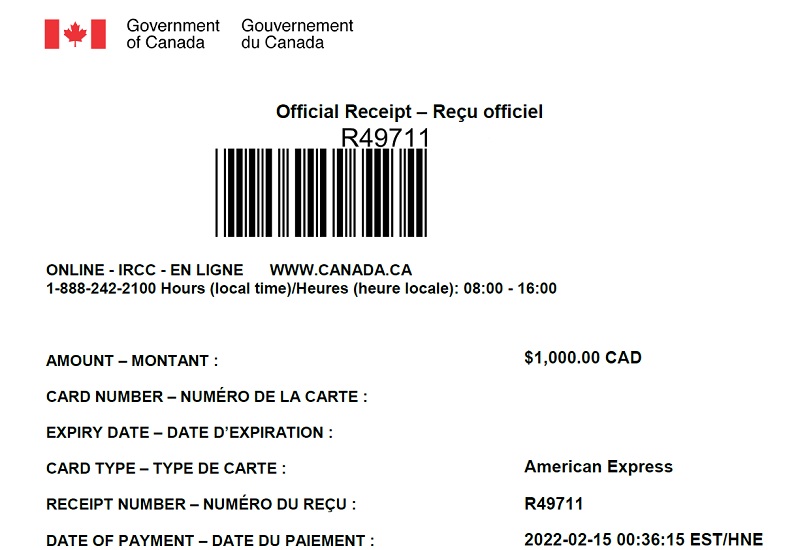 Government Gouvernement
of Canada du Canada
Official Receipt – Reçu officiel
R49711
ONLINE - IRCC - EN LIGNE WWW.CANADA.CA
1-888-242-2100 Hours (local time)/Heures (heure locale): 08:00 - 16:00
AMOUNT – MONTANT : $1,000.00 CAD
CARD NUMBER – NUMÉRO DE LA CARTE :
EXPIRY DATE – DATE D’EXPIRATION :
CARD TYPE – TYPE DE CARTE : American Express
RECEIPT NUMBER – NUMÉRO DU REÇU : R49711
DATE OF PAYMENT – DATE DU PAIEMENT : 2022-02-15 00:36:15 EST/HNE